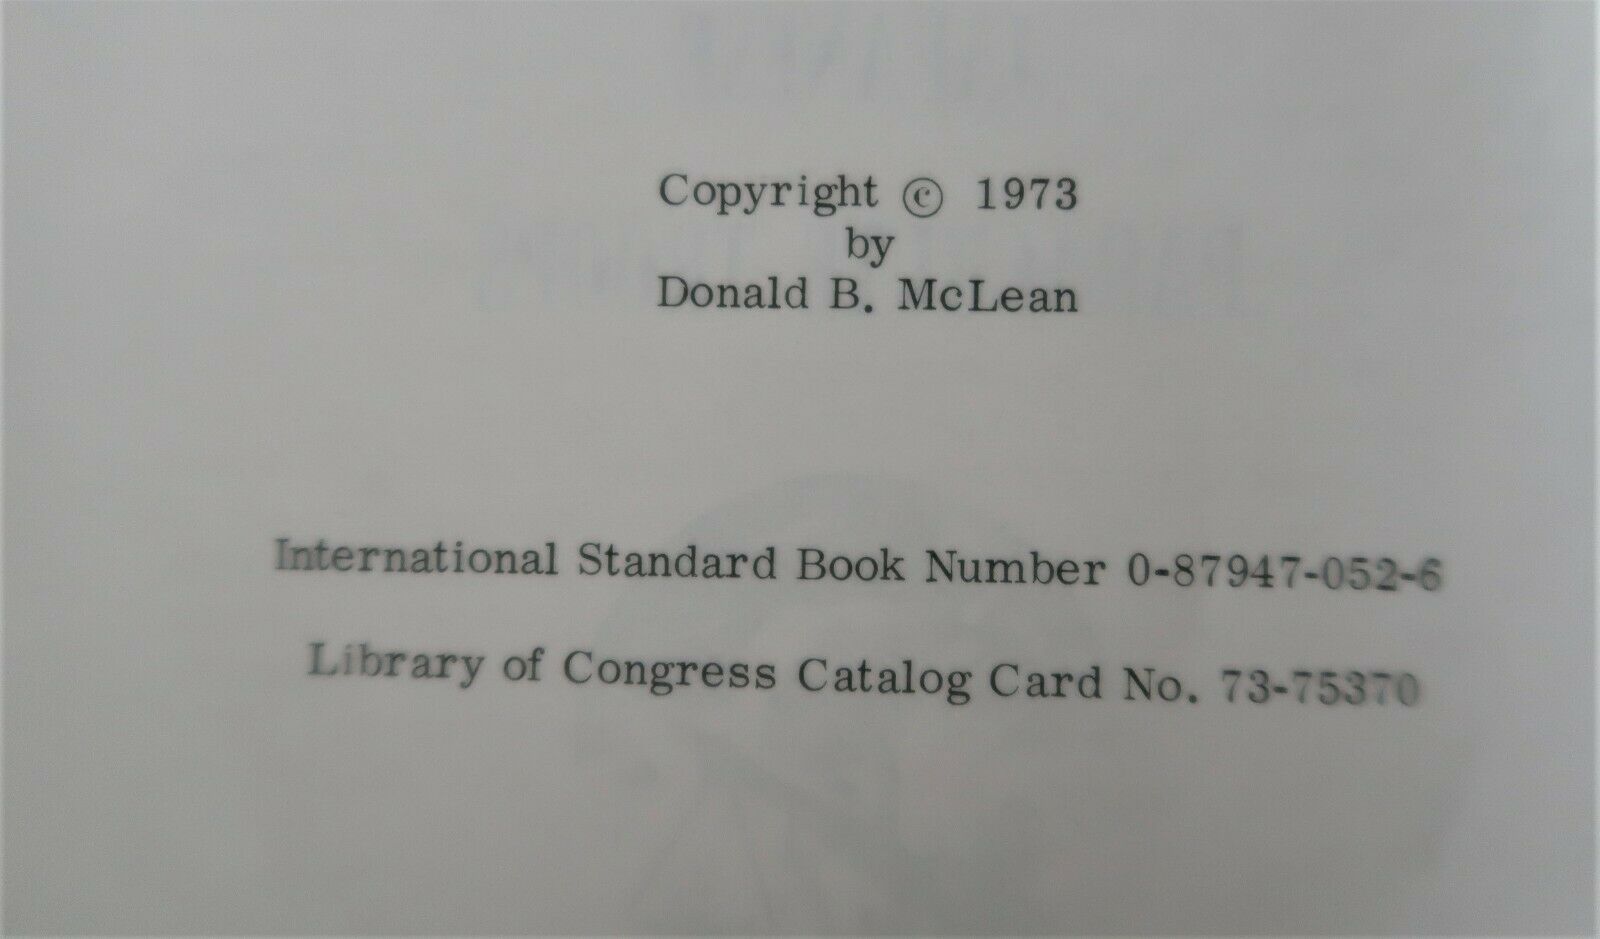 Copyright © 1973
by
Donald B. McLean
International Standard Book Number 0-87947-052-6
Library of Congress Catalog Card No. 73-75370